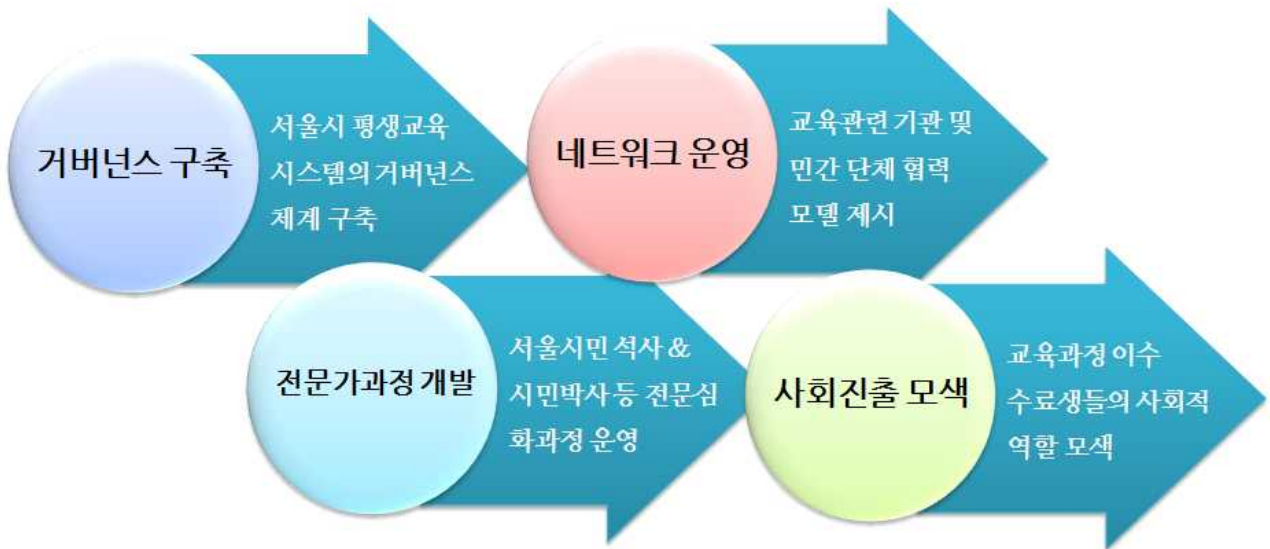 거버넌스 구축
서울시 평생교육
시스템의 거버넌스
체계 구축
전문가과정 개발
서울시민 석사 &
시민박사 등 전문심
화과정 운영
네트워크 운영
교육관련 기관 및
민간 단체 협력
모델 제시
사회진출 모색
교육과정 이수
수료생들의 사회적
역할 모색